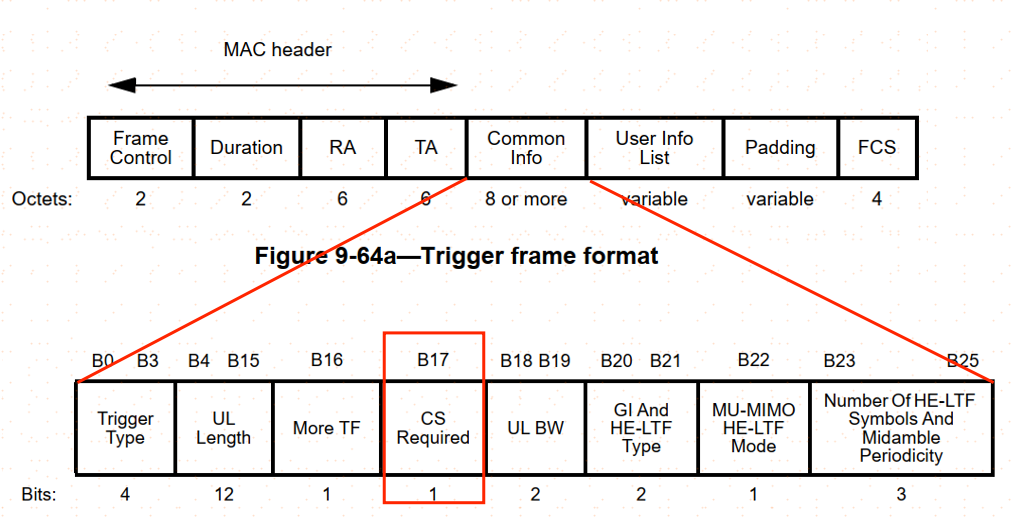 MAC header
Frame Control Duration RA TA Common Info User Info List Padding FCS
Octets: 2 2 6 6 8 or more variable variable 4
Figure 9-64a—Trigger frame format
B0 B3 B4 B15 B16 B17 B18 B19 B20 B21 B22 B23 B25
Trigger Type UL Length More TF CS Required UL BW GI And HE-LTF Type MU-MIMO HE-LTF Mode Number Of HE-LTF Symbols And Midamble Periodicity
Bits: 4 12 1 1 2 2 1 3